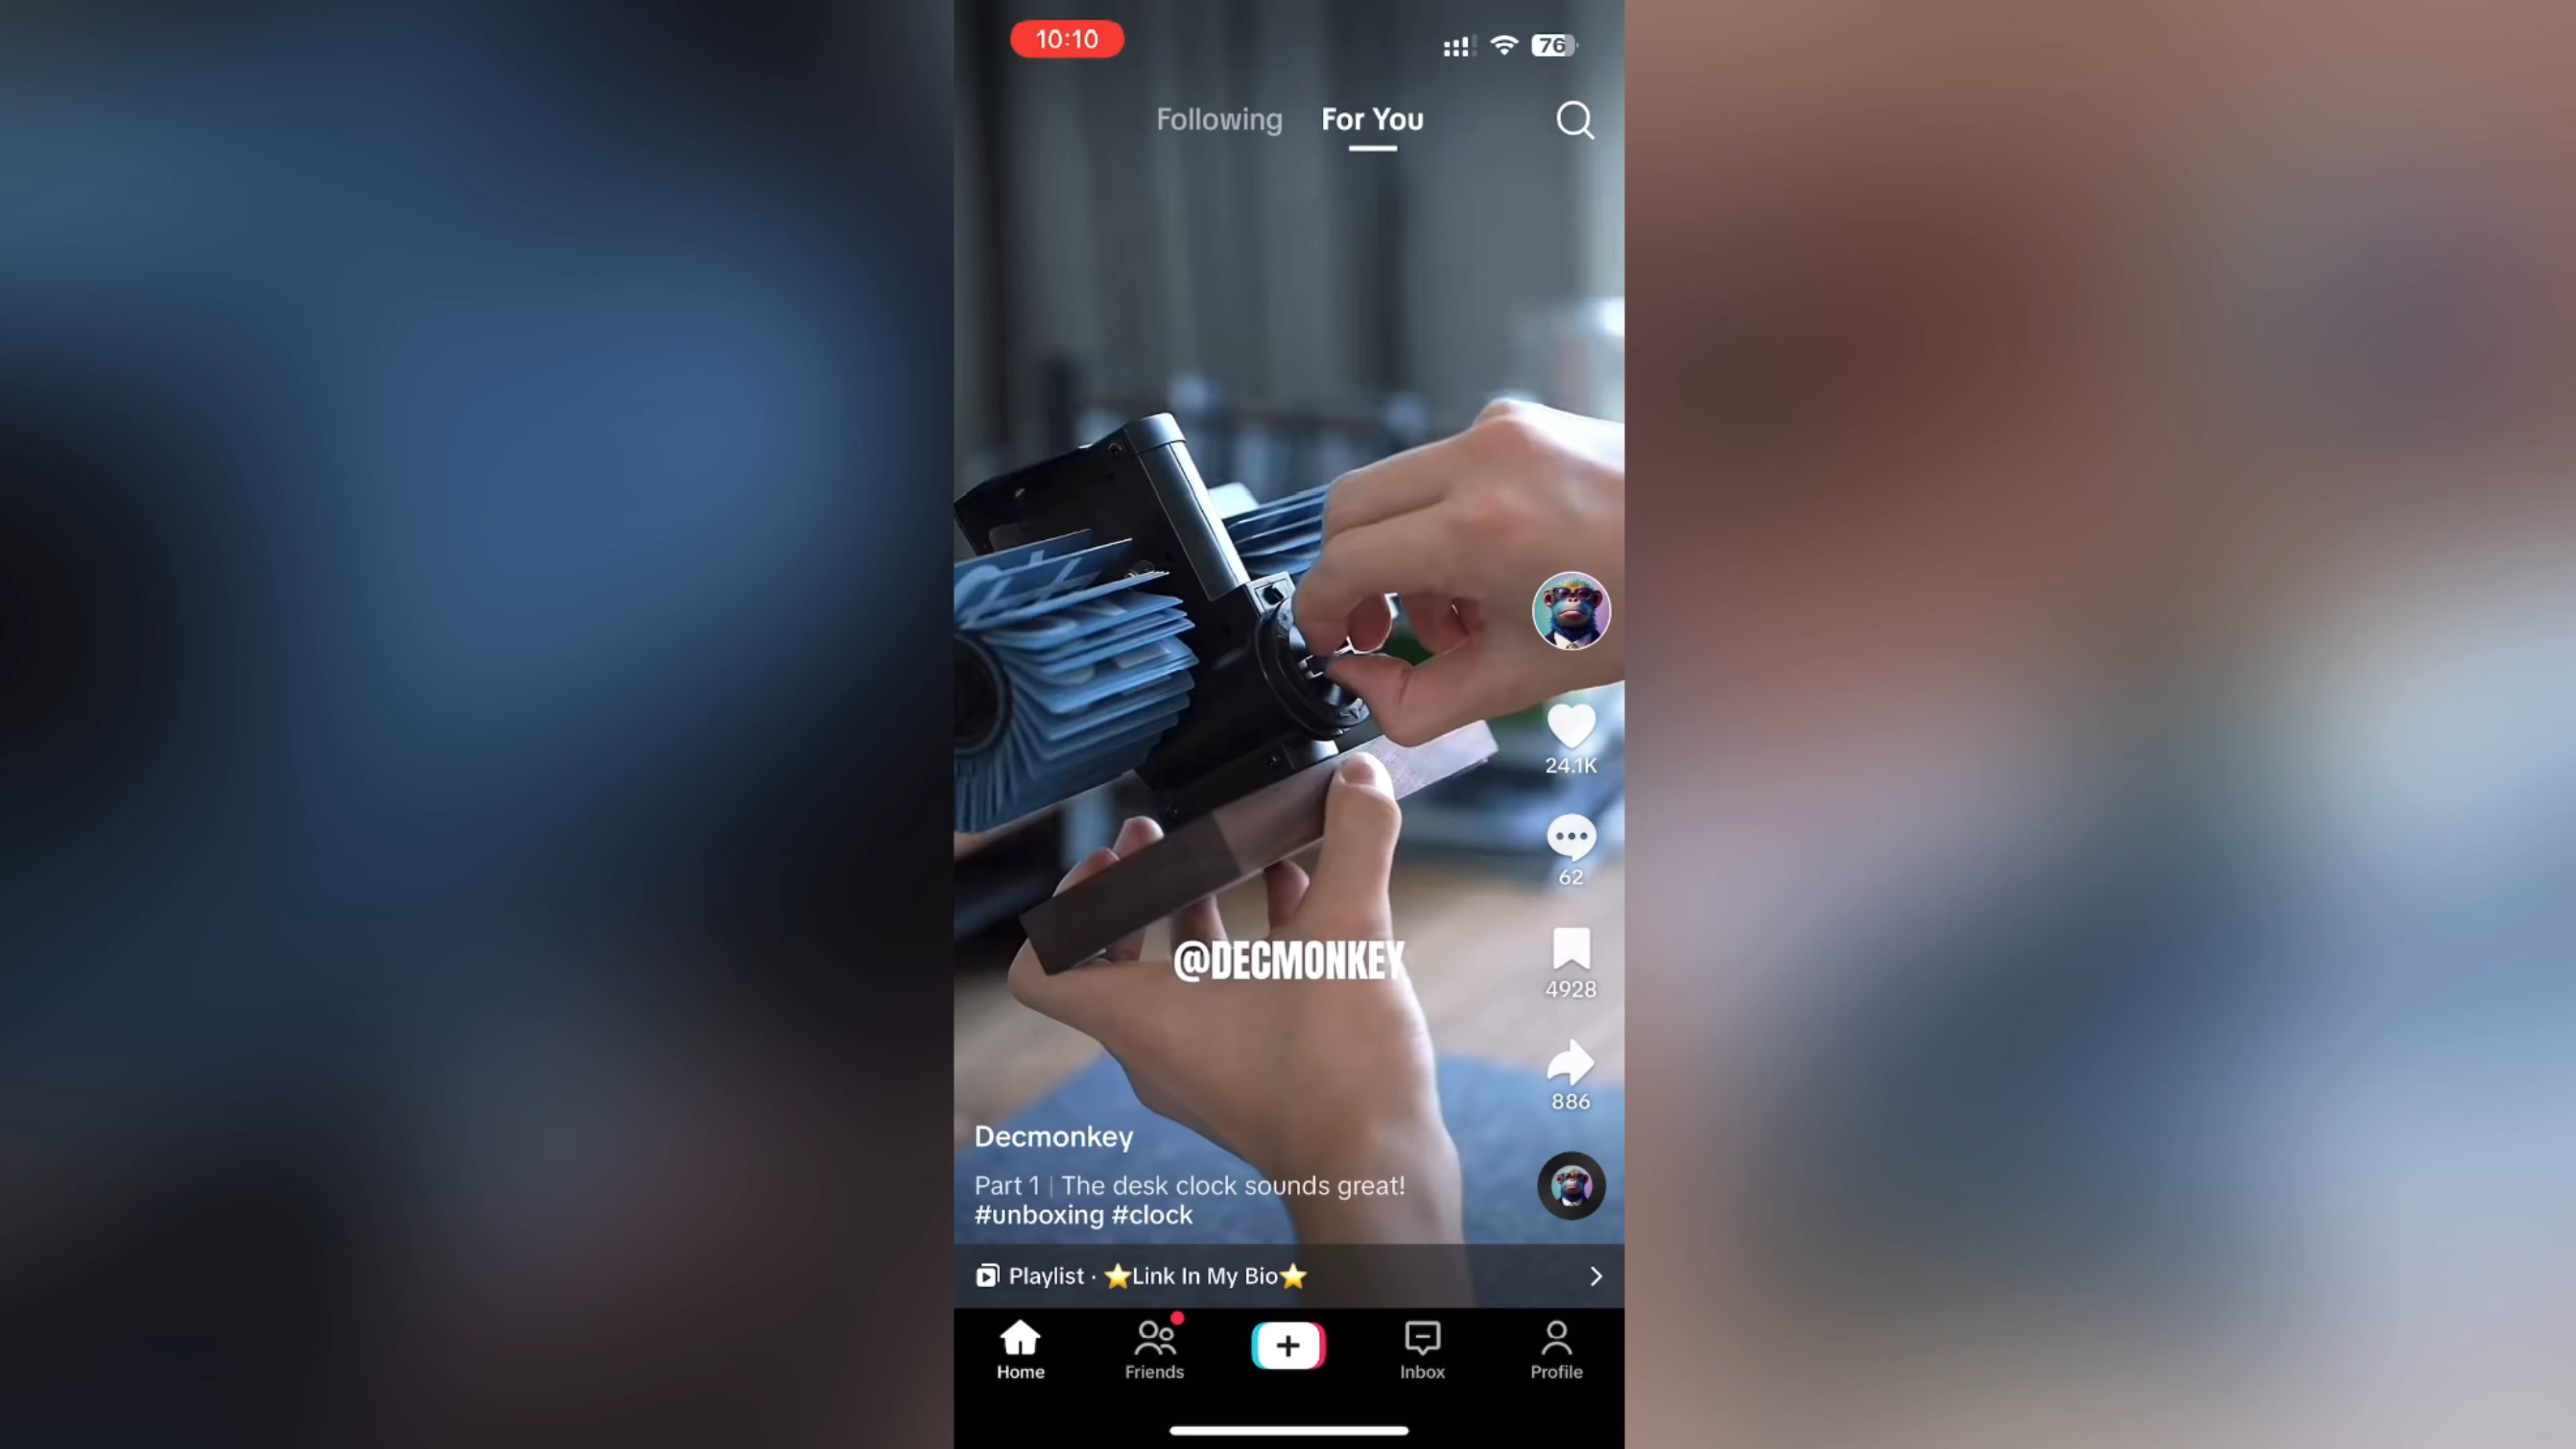 10:10
76
Following For You
24.1K
62
@DECMONKEY
4928
886
Decmonkey
Part 1 | The desk clock sounds great!
#unboxing #clock
Playlist · ⭐Link In My Bio⭐
Home Friends Inbox Profile